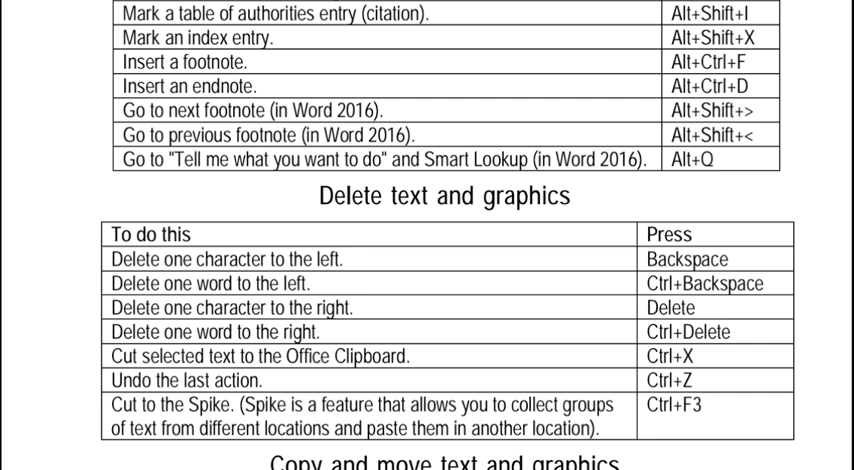 Mark a table of authorities entry (citation). Alt+Shift+I
Mark an index entry. Alt+Shift+X
Insert a footnote. Alt+Ctrl+F
Insert an endnote. Alt+Ctrl+D
Go to next footnote (in Word 2016). Alt+Shift+>
Go to previous footnote (in Word 2016). Alt+Shift+<
Go to "Tell me what you want to do" and Smart Lookup (in Word 2016). Alt+Q
Delete text and graphics
To do this Press
Delete one character to the left. Backspace
Delete one word to the left. Ctrl+Backspace
Delete one character to the right. Delete
Delete one word to the right. Ctrl+Delete
Cut selected text to the Office Clipboard. Ctrl+X
Undo the last action. Ctrl+Z
Cut to the Spike. (Spike is a feature that allows you to collect groups Ctrl+F3
of text from different locations and paste them in another location).
Copy and move text and graphics